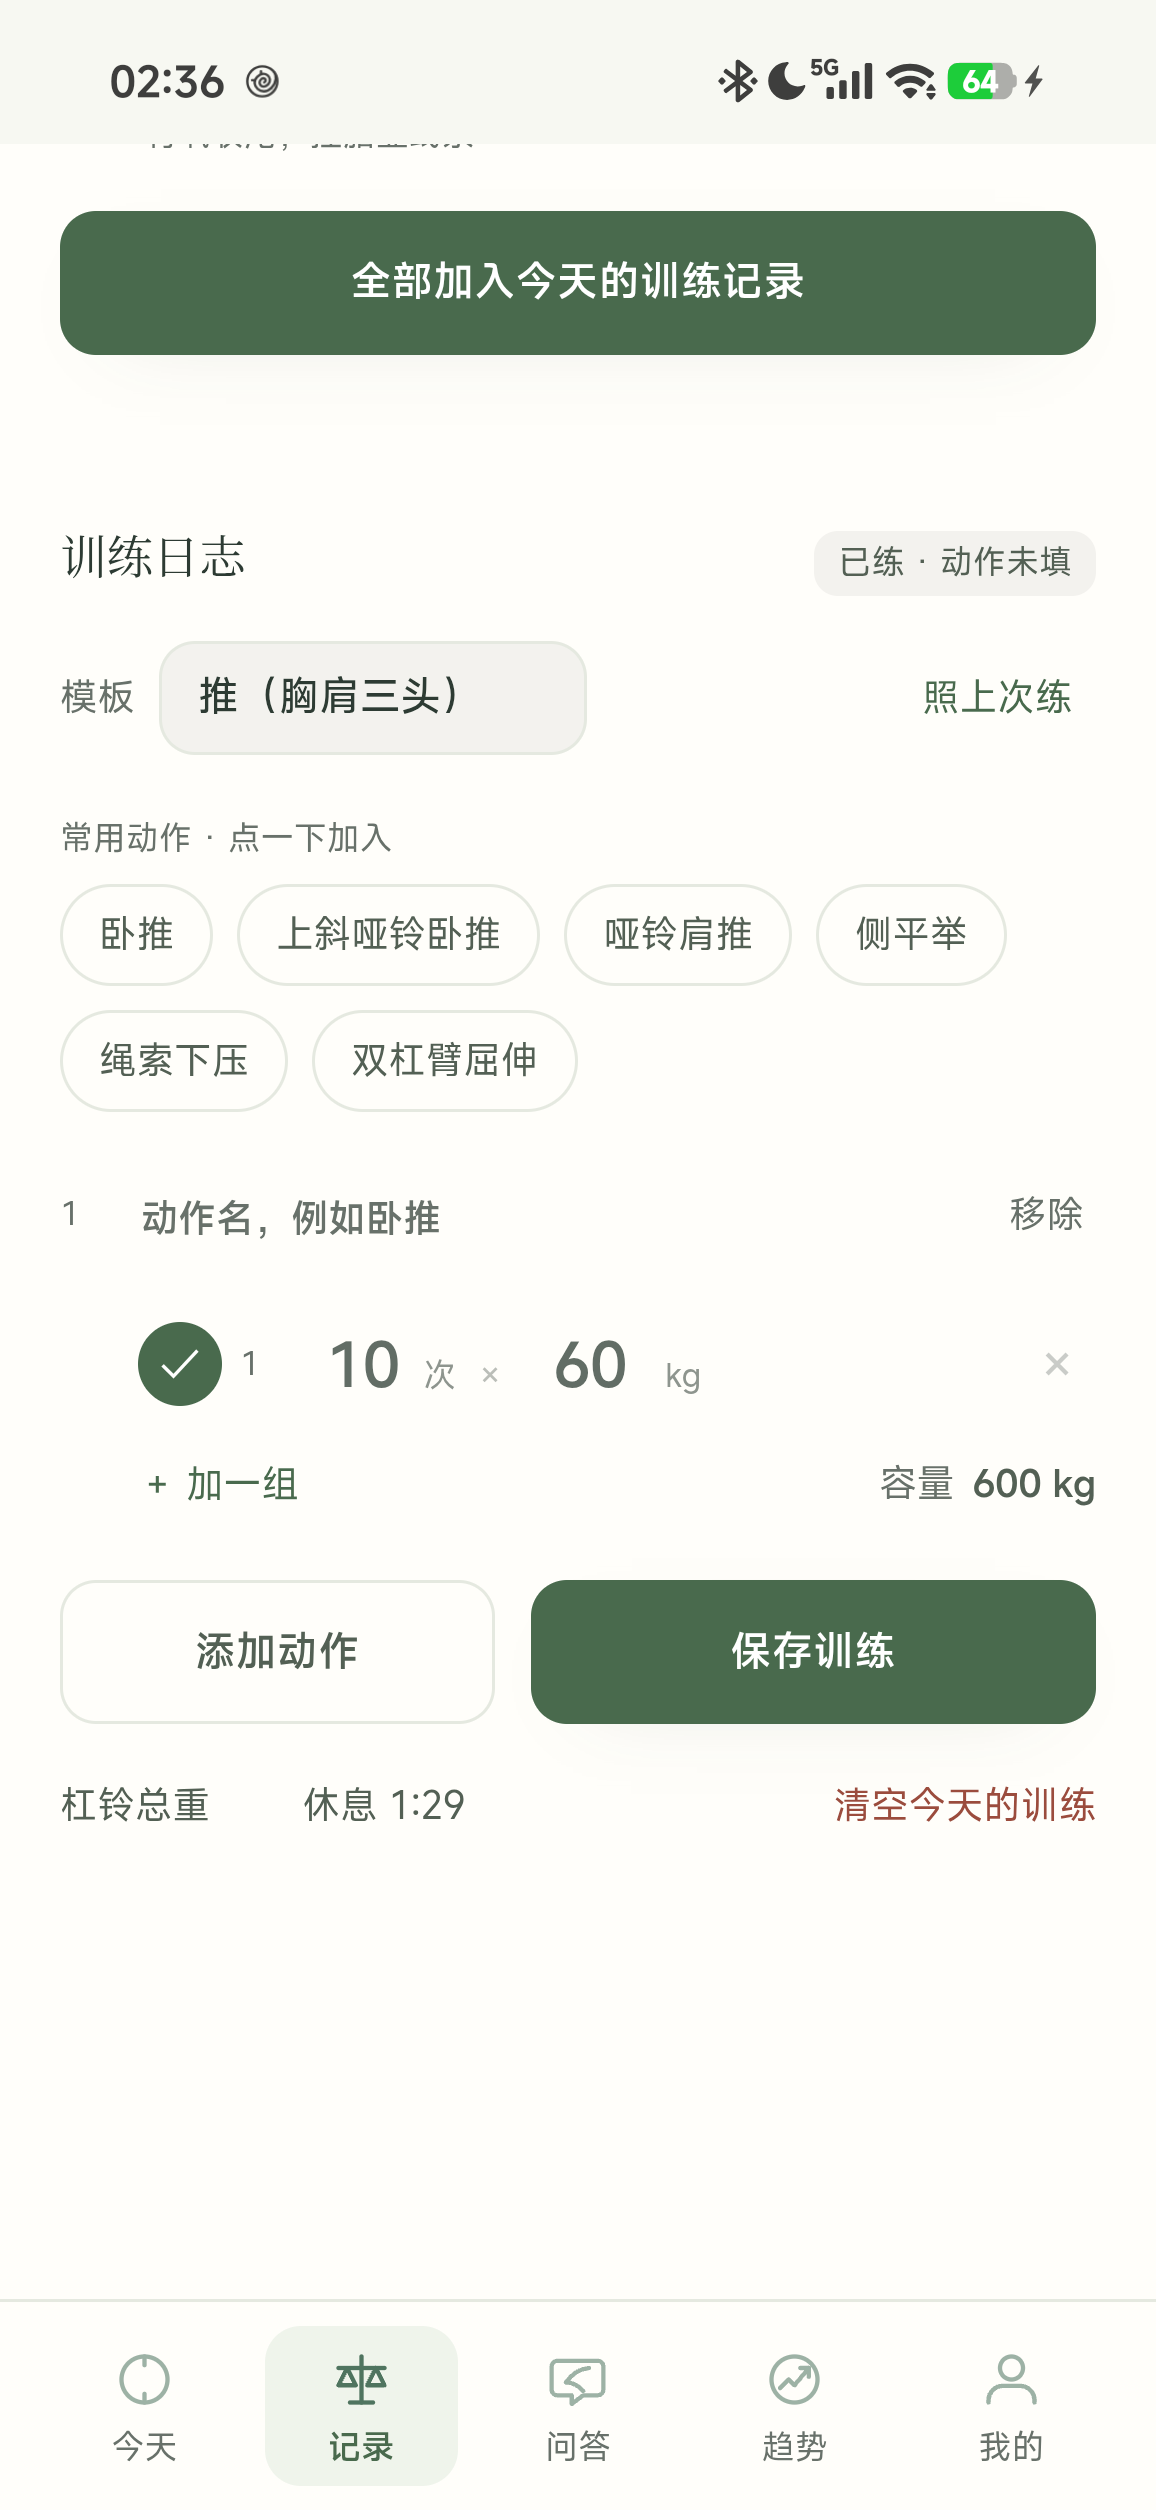 02:36 5G 64
全部加入今天的训练记录
训练日志 已练 · 动作未填
模板 推（胸肩三头） 照上次练
常用动作 · 点一下加入
卧推 上斜哑铃卧推 哑铃肩推 侧平举
绳索下压 双杠臂屈伸
1 动作名，例如卧推 移除
1 10 次 × 60 kg ×
+ 加一组 容量 600 kg
添加动作 保存训练
杠铃总重 休息 1:29 清空今天的训练
今天 记录 问答 趋势 我的